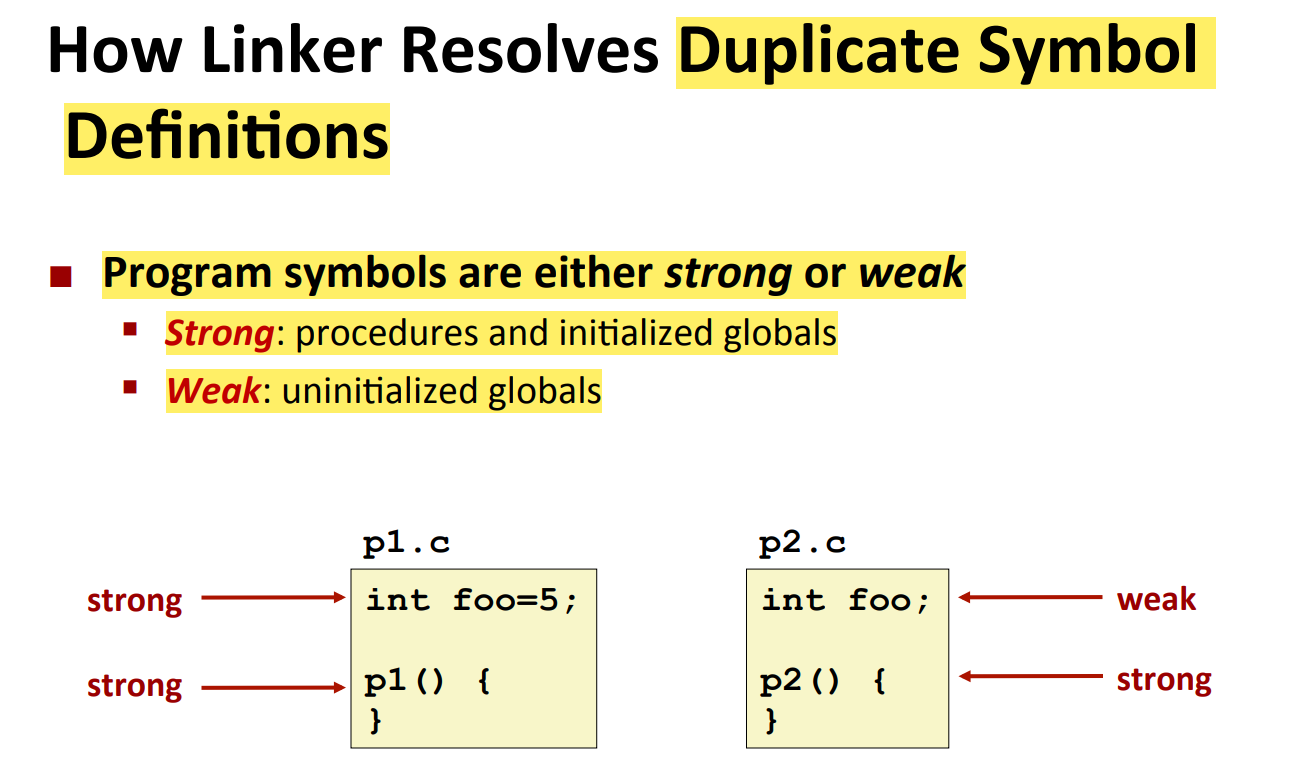 How Linker Resolves Duplicate Symbol
Definitions
Program symbols are either strong or weak
Strong: procedures and initialized globals
Weak: uninitialized globals
p1.c
p2.c
strong
int foo=5;
int foo;
weak
strong
p1() {
p2() {
strong
}
}